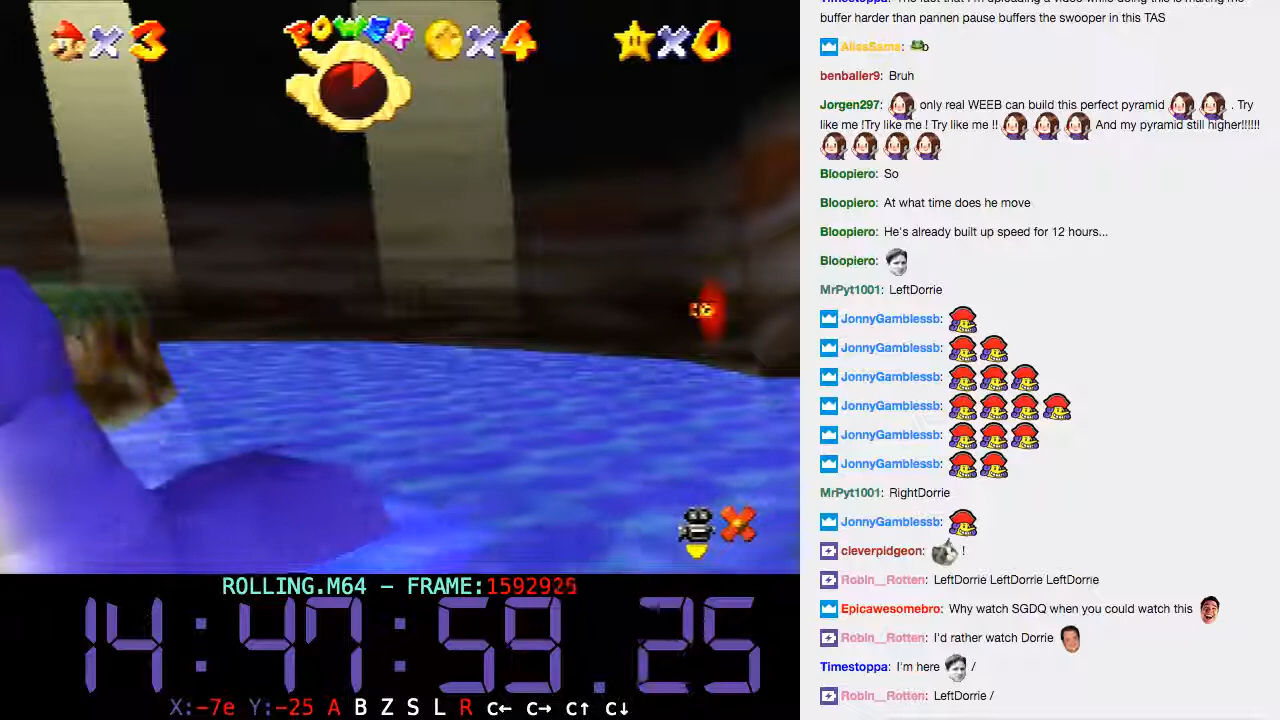 ×3 POWER ×4 ×0
ROLLING.M64 – FRAME:1592925
14:47:59.25
X:-7e Y:-25 A B Z S L R C← C→ C↑ C↓
buffer harder than pannen pause buffers the swoopers in this TAS
AliasSama:
benballer9: Bruh
Jorgen297: only real WEEB can build this perfect pyramid . Try
like me !Try like me ! Try like me !! And my pyramid still higher!!!!!!
Bloopiero: So
Bloopiero: At what time does he move
Bloopiero: He's already built up speed for 12 hours...
Bloopiero:
MrPyt1001: LeftDorrie
JonnyGamblessb:
JonnyGamblessb:
JonnyGamblessb:
JonnyGamblessb:
JonnyGamblessb:
JonnyGamblessb:
MrPyt1001: RightDorrie
JonnyGamblessb:
cleverpidgeon: !
Robin__Rotten: LeftDorrie LeftDorrie LeftDorrie
Epicawesomebro: Why watch SGDQ when you could watch this
Robin__Rotten: I'd rather watch Dorrie
Timestoppa: I'm here /
Robin__Rotten: LeftDorrie /